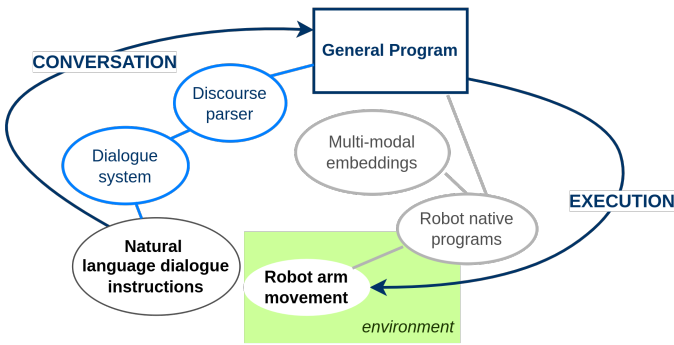 General Program
CONVERSATION
Discourse
parser
Multi-modal
embeddings
Dialogue
system
EXECUTION
Robot native
programs
Natural
language dialogue
instructions
Robot arm
movement
environment